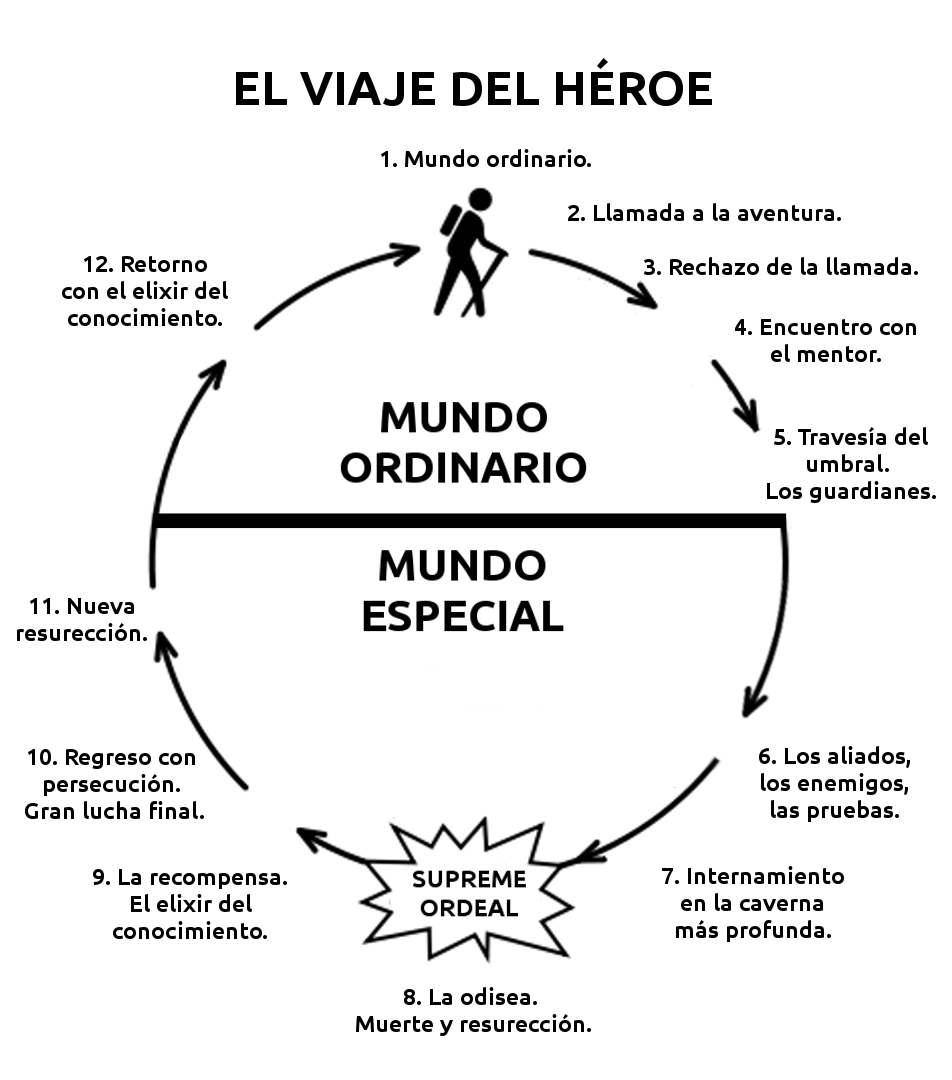 EL VIAJE DEL HÉROE
1. Mundo ordinario.
2. Llamada a la aventura.
3. Rechazo de la llamada.
4. Encuentro con
el mentor.
5. Travesía del
umbral.
Los guardianes.
MUNDO
ORDINARIO
MUNDO
ESPECIAL
6. Los aliados,
los enemigos,
las pruebas.
7. Internamiento
en la caverna
más profunda.
SUPREME
ORDEAL
8. La odisea.
Muerte y resurección.
9. La recompensa.
El elixir del
conocimiento.
10. Regreso con
persecución.
Gran lucha final.
11. Nueva
resurección.
12. Retorno
con el elixir del
conocimiento.